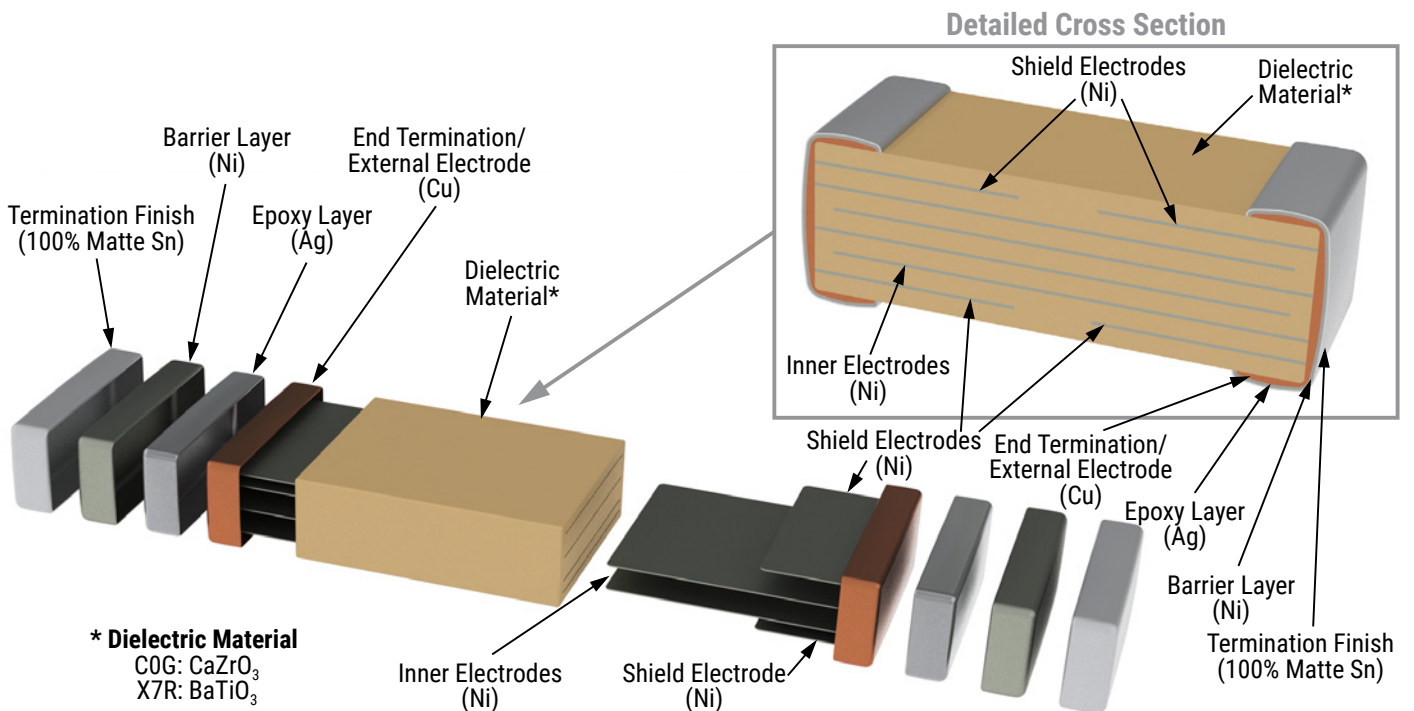 Detailed Cross Section
Shield Electrodes
(Ni)
Dielectric
Material*
Barrier Layer
(Ni)
End Termination/
External Electrode
(Cu)
Termination Finish
(100% Matte Sn)
Epoxy Layer
(Ag)
Dielectric
Material*
Inner Electrodes
(Ni)
Shield Electrodes
(Ni)
End Termination/
External Electrode
(Cu)
Epoxy Layer
(Ag)
Barrier Layer
(Ni)
Termination Finish
(100% Matte Sn)
* Dielectric Material
C0G: CaZrO₃
X7R: BaTiO₃
Inner Electrodes
(Ni)
Shield Electrode
(Ni)